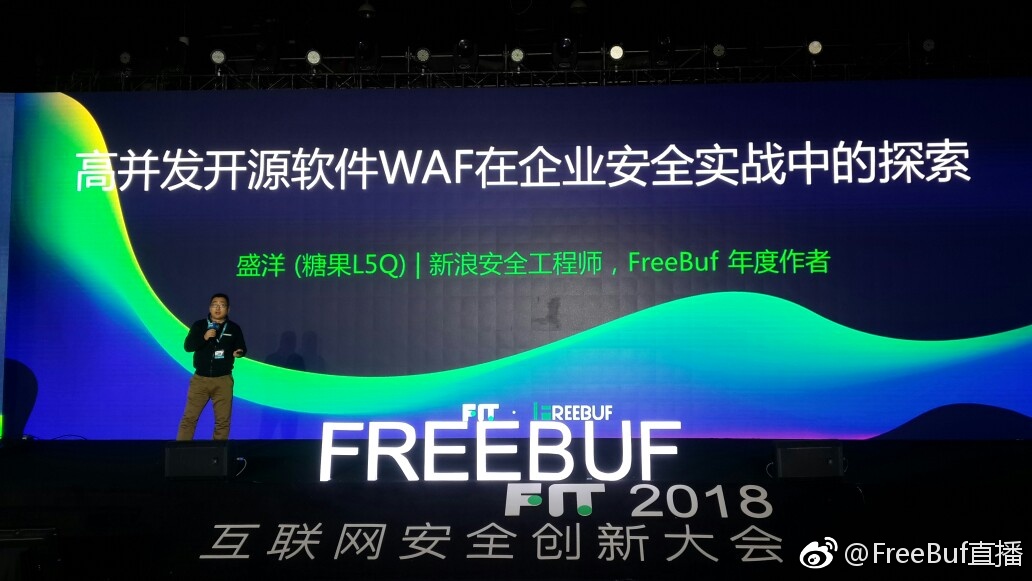 高并发开源软件WAF在企业安全实战中的探索
盛洋 (糖果L5Q) | 新浪安全工程师，FreeBuf 年度作者
FIT · FREEBUF
FREEBUF
FIT 2018
互联网安全创新大会
@FreeBuf直播